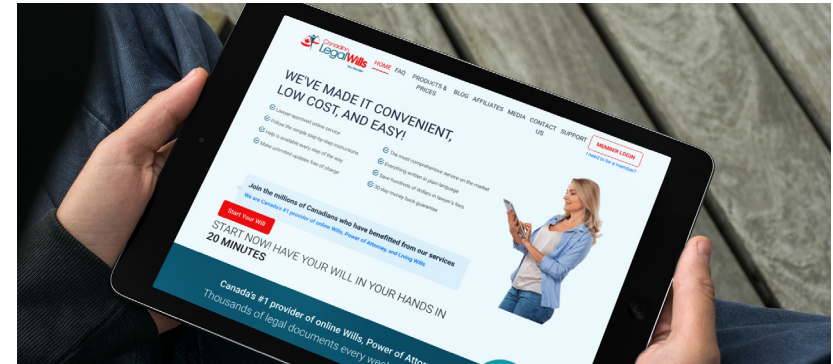 Canadian
LegalWills
HOME FAQ PRODUCTS & PRICES BLOG AFFILIATES MEDIA CONTACT US SUPPORT
MEMBER LOGIN
I need to be a member?
WE'VE MADE IT CONVENIENT,
LOW COST, AND EASY!
Lawyer-approved online service
Follow the simple step-by-step instructions
Help is available every step of the way
Make unlimited updates free of charge
The most comprehensive service on the market
Everything written in plain language
Save hundreds of dollars in lawyer's fees
30-day money back guarantee
Join the millions of Canadians who have benefitted from our services
We are Canada's #1 provider of online Wills, Power of Attorney, and Living Wills
Start Your Will
START NOW! HAVE YOUR WILL IN YOUR HANDS IN
20 MINUTES
Canada's #1 provider of online Wills, Power of Attor
Thousands of legal documents every wee